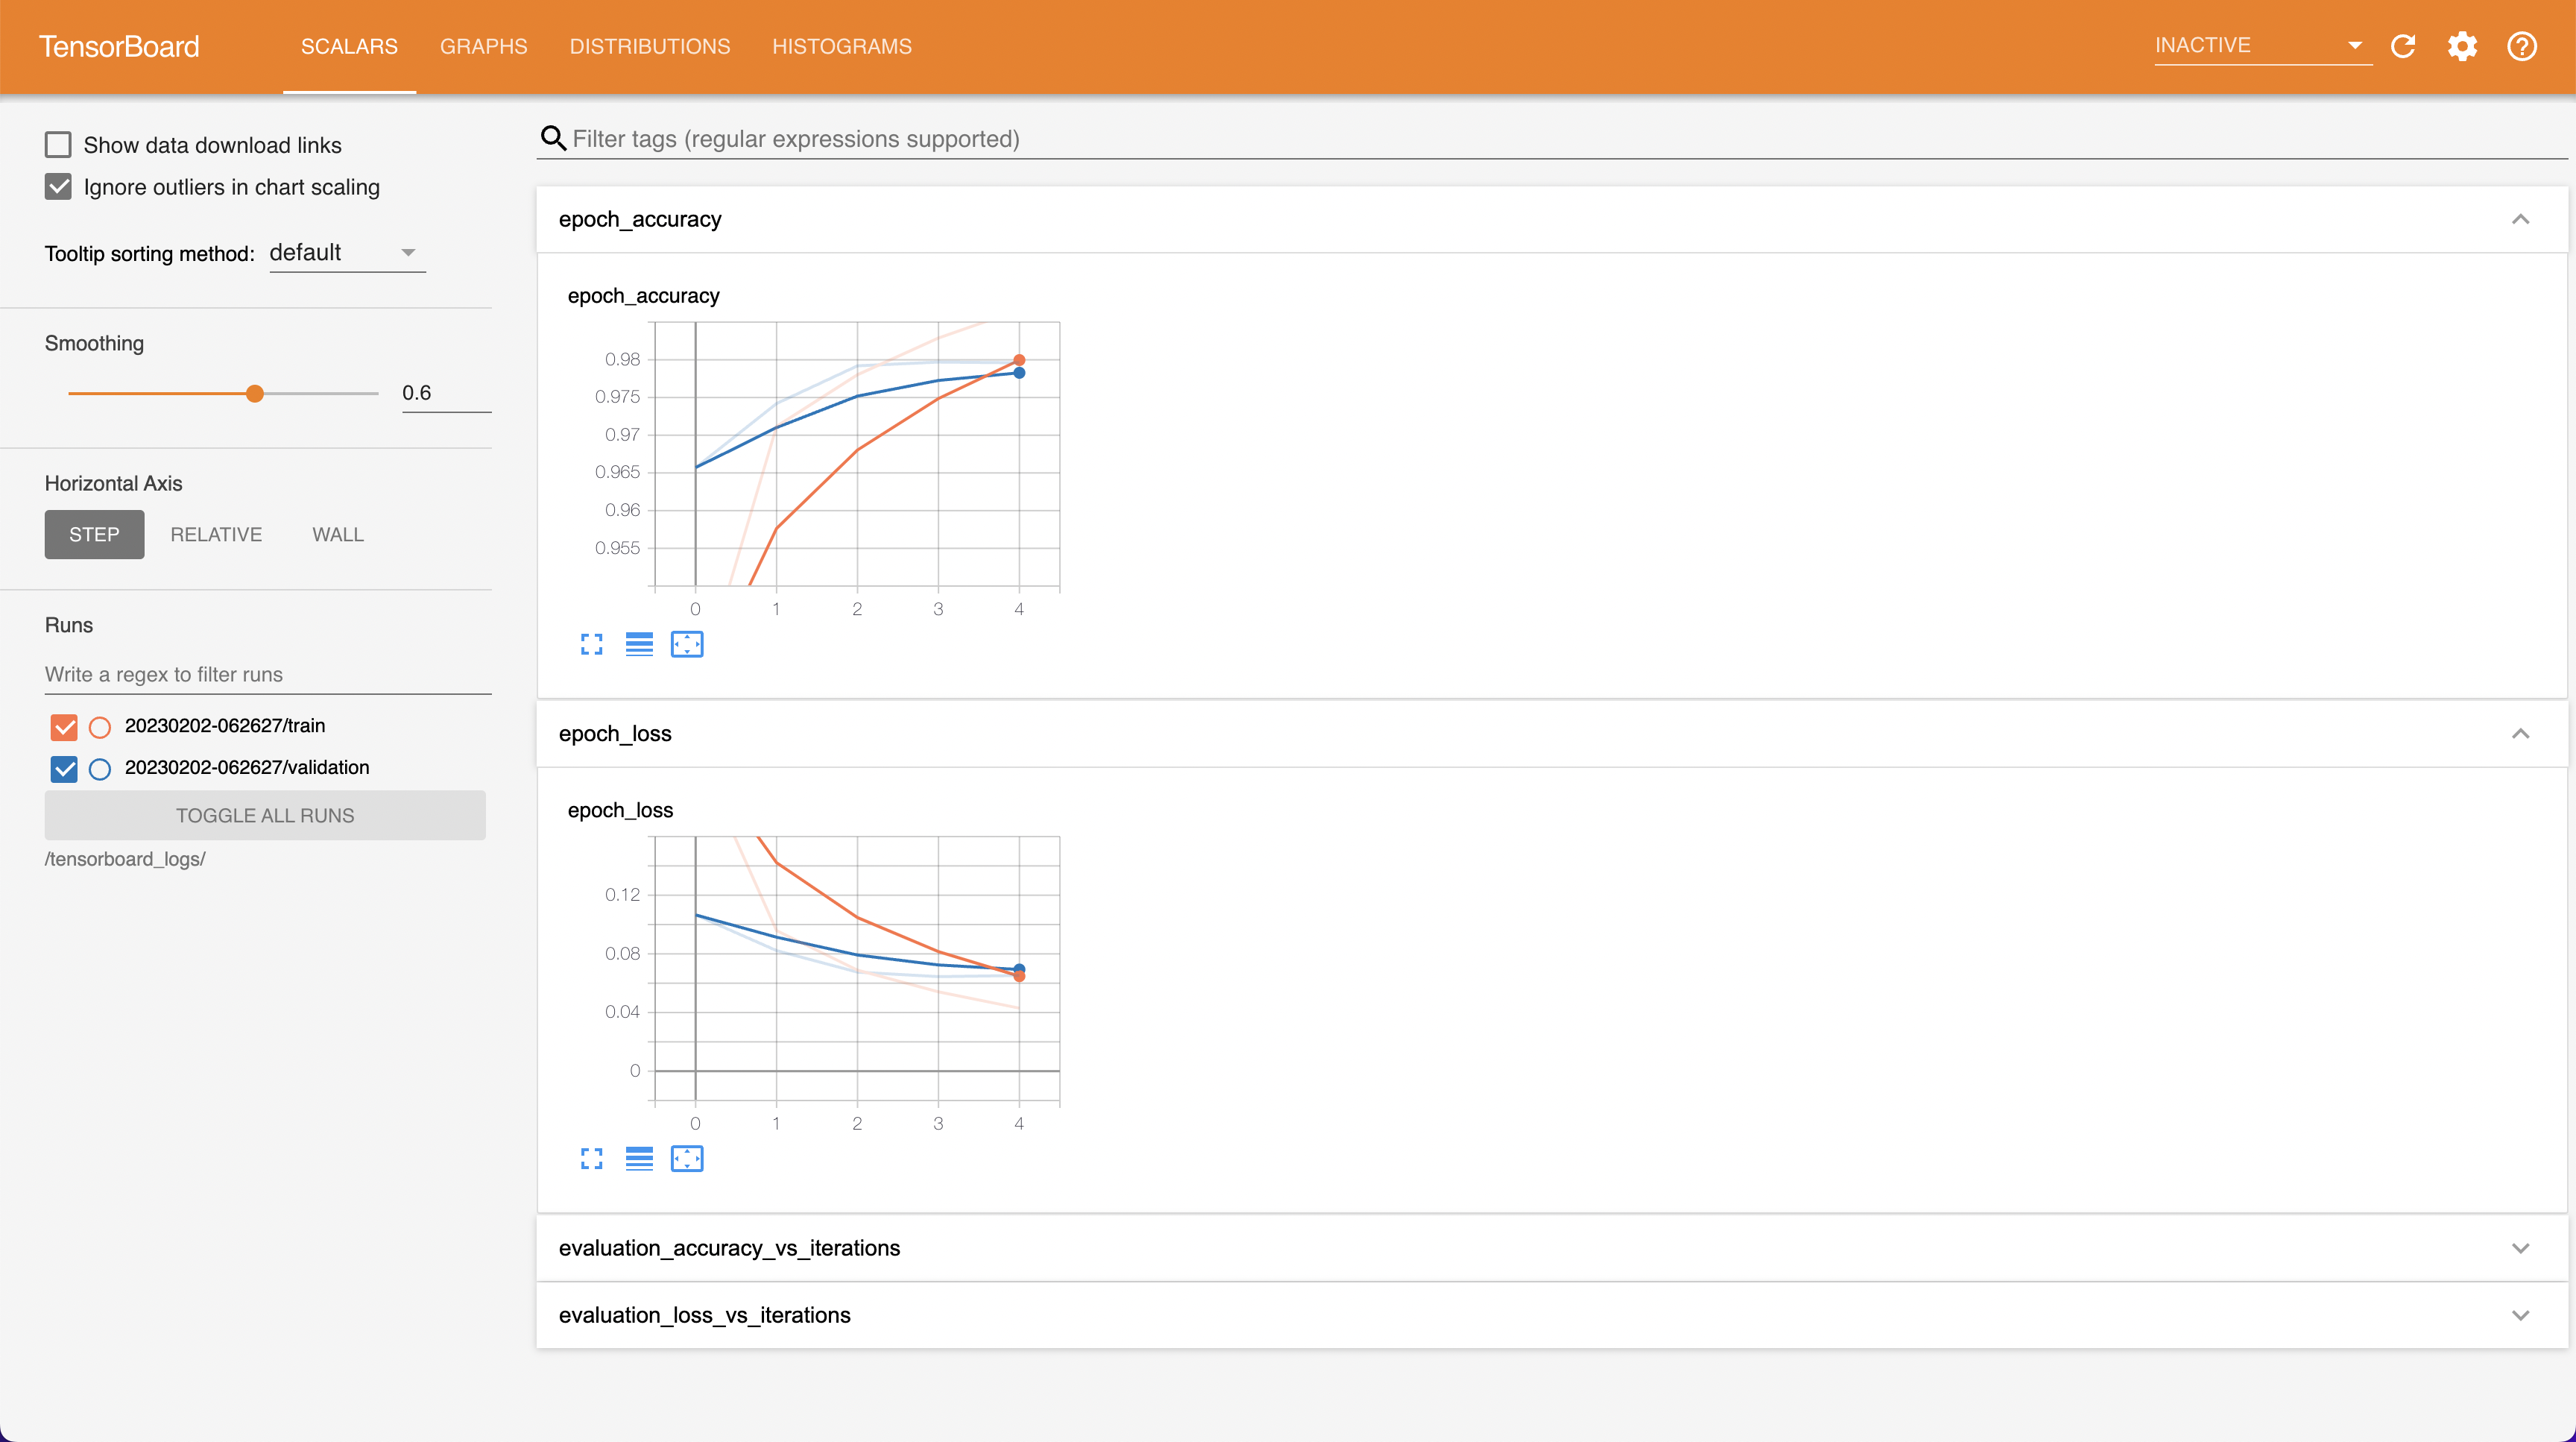 TensorBoard SCALARS GRAPHS DISTRIBUTIONS HISTOGRAMS INACTIVE
Show data download links
Ignore outliers in chart scaling
Tooltip sorting method: default
Smoothing
0.6
Horizontal Axis
STEP RELATIVE WALL
Runs
Write a regex to filter runs
20230202-062627/train
20230202-062627/validation
TOGGLE ALL RUNS
/tensorboard_logs/
Filter tags (regular expressions supported)
epoch_accuracy
epoch_accuracy
0.98
0.975
0.97
0.965
0.96
0.955
0 1 2 3 4
epoch_loss
epoch_loss
0.12
0.08
0.04
0
0 1 2 3 4
evaluation_accuracy_vs_iterations
evaluation_loss_vs_iterations